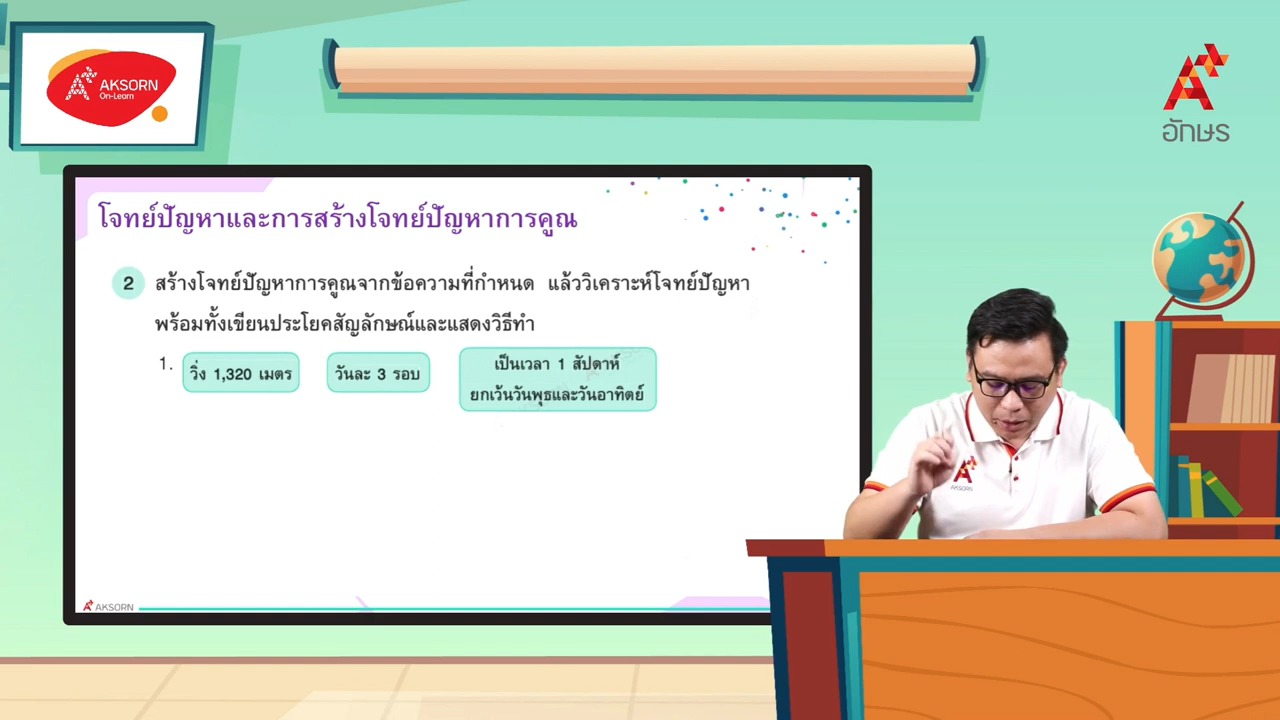 AKSORN
On-Learn
อักษร
โจทย์ปัญหาและการสร้างโจทย์ปัญหาการคูณ
2 สร้างโจทย์ปัญหาการคูณจากข้อความที่กำหนด แล้ววิเคราะห์โจทย์ปัญหา
พร้อมทั้งเขียนประโยคสัญลักษณ์และแสดงวิธีทำ
1. วิ่ง 1,320 เมตร วันละ 3 รอบ เป็นเวลา 1 สัปดาห์
ยกเว้นวันพุธและวันอาทิตย์
AKSORN
AKSORN